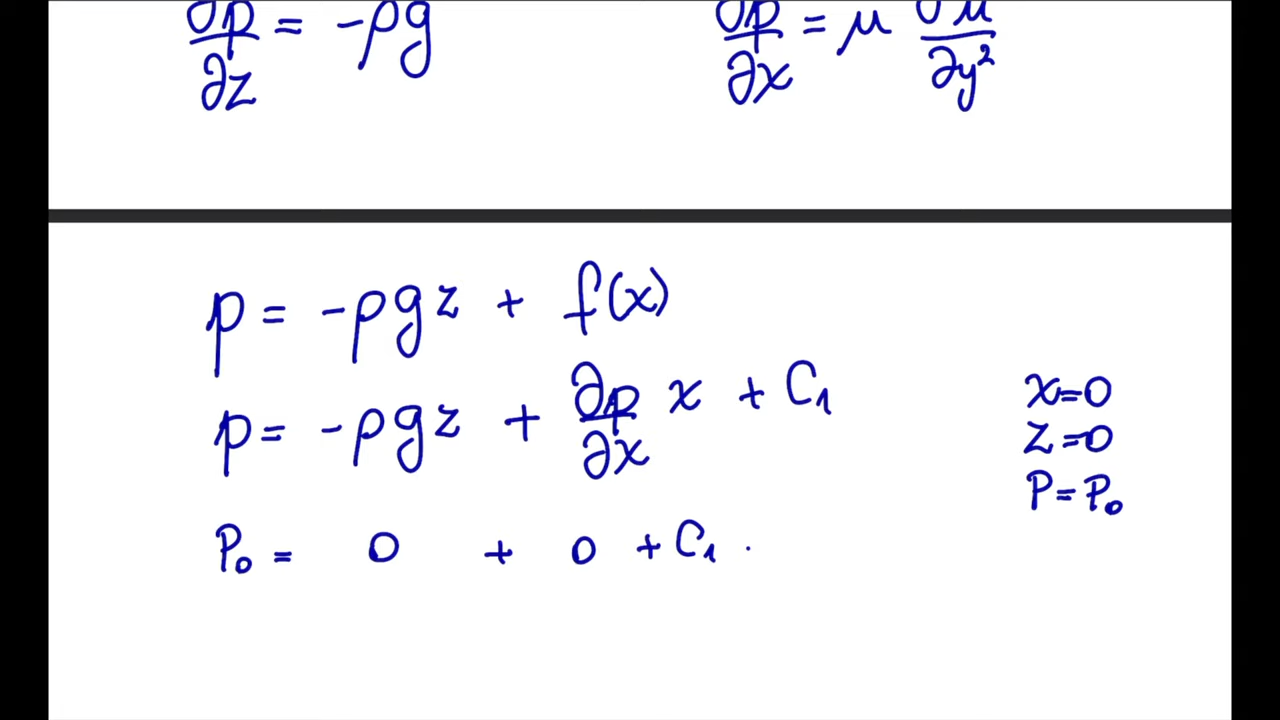 ∂p/∂z = -ρg    ∂p/∂x = μ ∂²u/∂y²
p = -ρgz + f(x)
p = -ρgz + ∂p/∂x x + C₁
x=0
z=0
P=P₀
P₀ = 0 + 0 + C₁ .